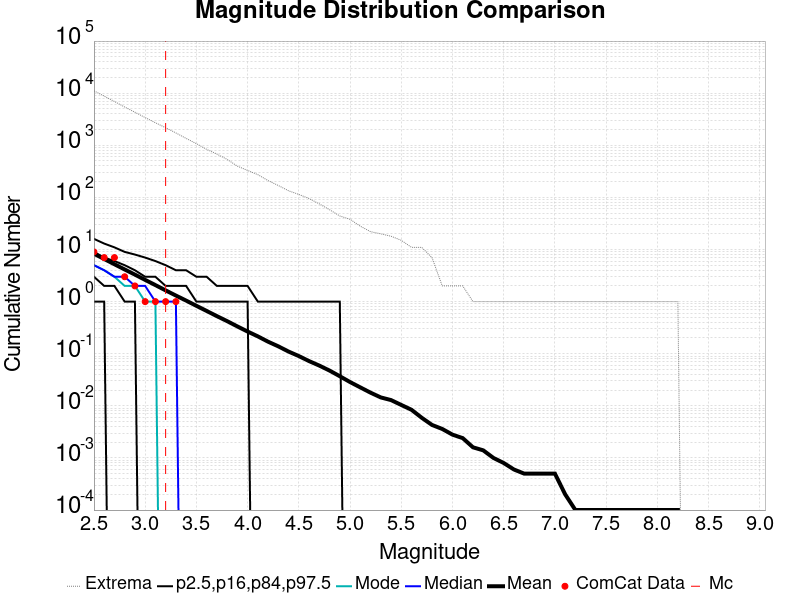 Magnitude Distribution Comparison
10 5
10 4
10 3
10 2
10 1
10 0
10 -1
10 -2
10 -3
10 -4
Cumulative Number
2.5 3.0 3.5 4.0 4.5 5.0 5.5 6.0 6.5 7.0 7.5 8.0 8.5 9.0
Magnitude
Extrema p2.5,p16,p84,p97.5 Mode Median Mean ComCat Data Mc